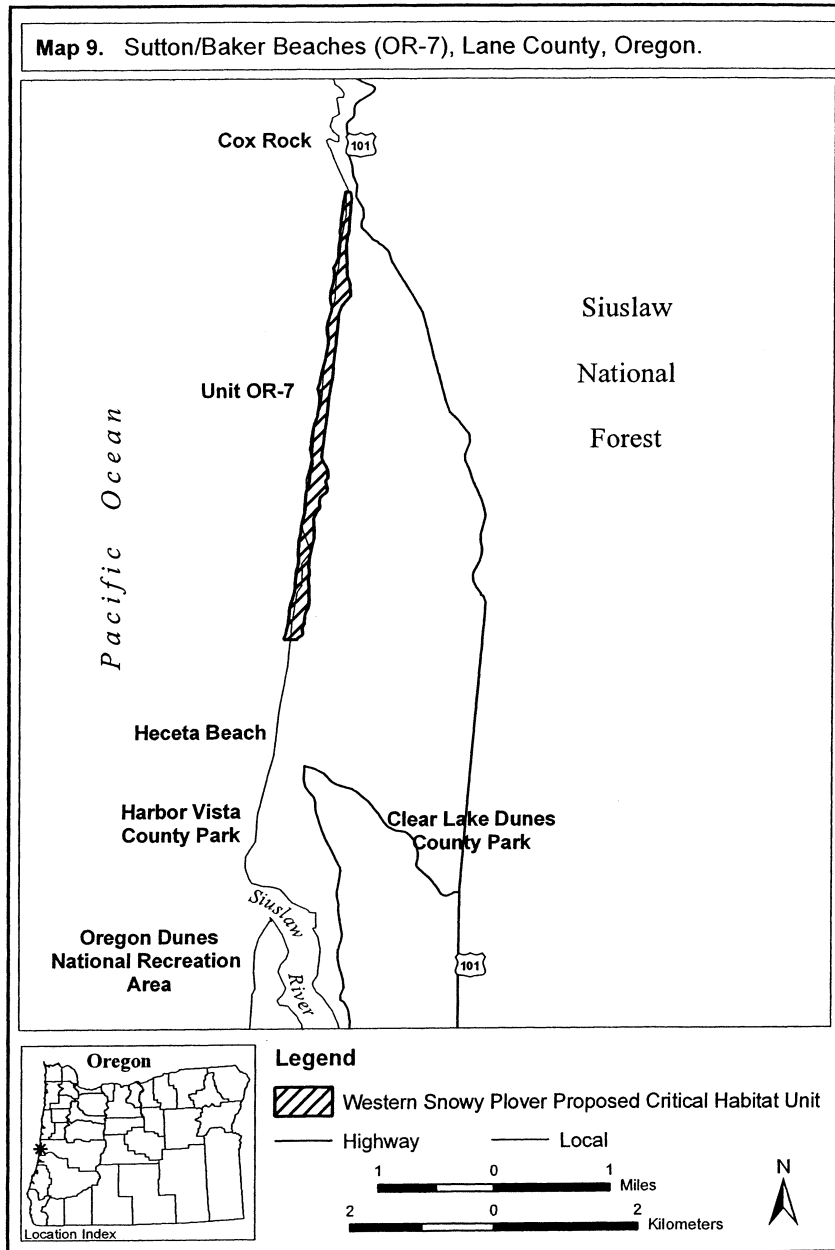 Map 9. Sutton/Baker Beaches (OR-7), Lane County, Oregon.
Cox Rock
101
Siuslaw
National
Forest
Unit OR-7
Pacific Ocean
Heceta Beach
Harbor Vista
County Park
Clear Lake Dunes
County Park
Siuslaw
River
Oregon Dunes
National Recreation
Area
101
Oregon
Location Index
Legend
Western Snowy Plover Proposed Critical Habitat Unit
Highway
Local
1 0 1
Miles
2 0 2
Kilometers
N